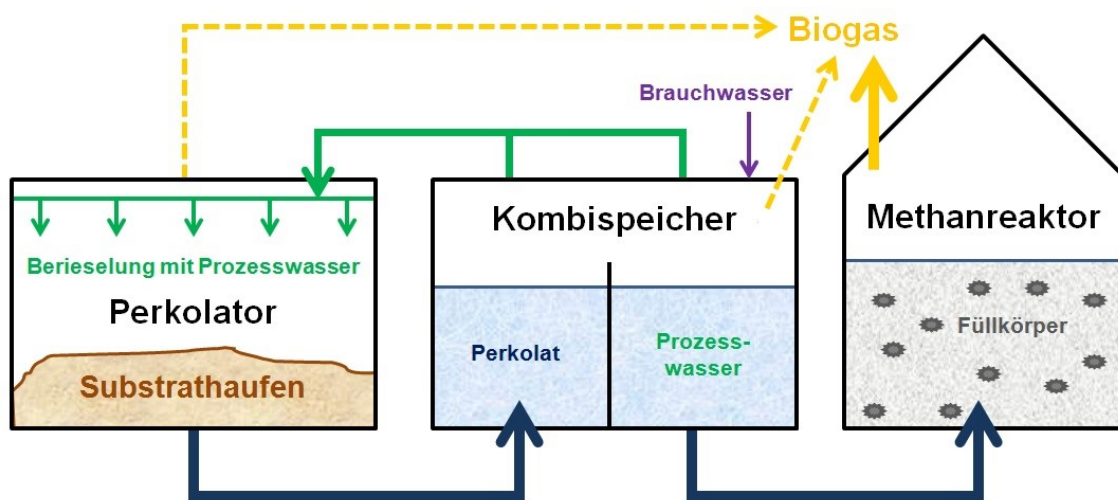 Biogas
Brauchwasser
Kombispeicher
Methanreaktor
Berieselung mit Prozesswasser
Perkolator
Füllkörper
Perkolat
Prozess-
wasser
Substrathaufen